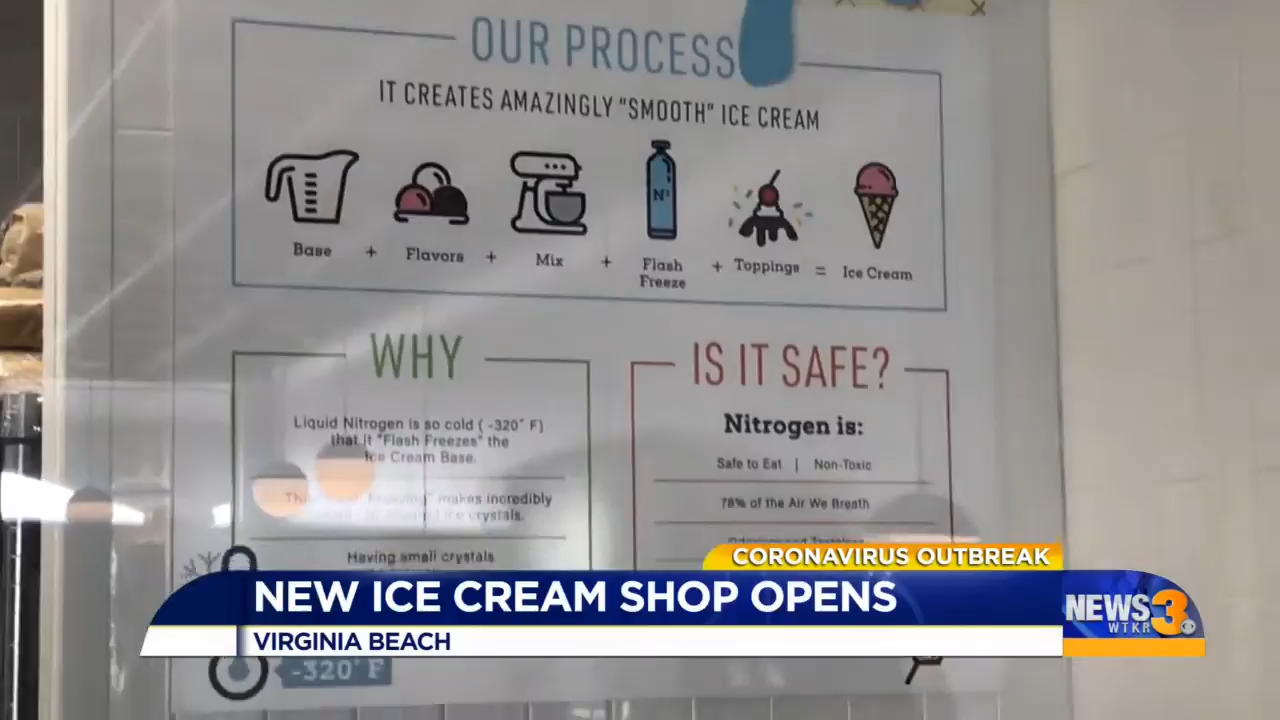 OUR PROCESS
IT CREATES AMAZINGLY "SMOOTH" ICE CREAM
N²
Base + Flavors + Mix + Flash Freeze + Toppings = Ice Cream
WHY
Liquid Nitrogen is so cold ( -320° F)
that it "Flash Freezes" the
Ice Cream Base.
makes incredibly
ice crystals.
Having small crystals
IS IT SAFE?
Nitrogen is:
Safe to Eat | Non-Toxic
78% of the Air We Breath
-320° F
CORONAVIRUS OUTBREAK
NEW ICE CREAM SHOP OPENS
VIRGINIA BEACH
NEWS 3
WTKR